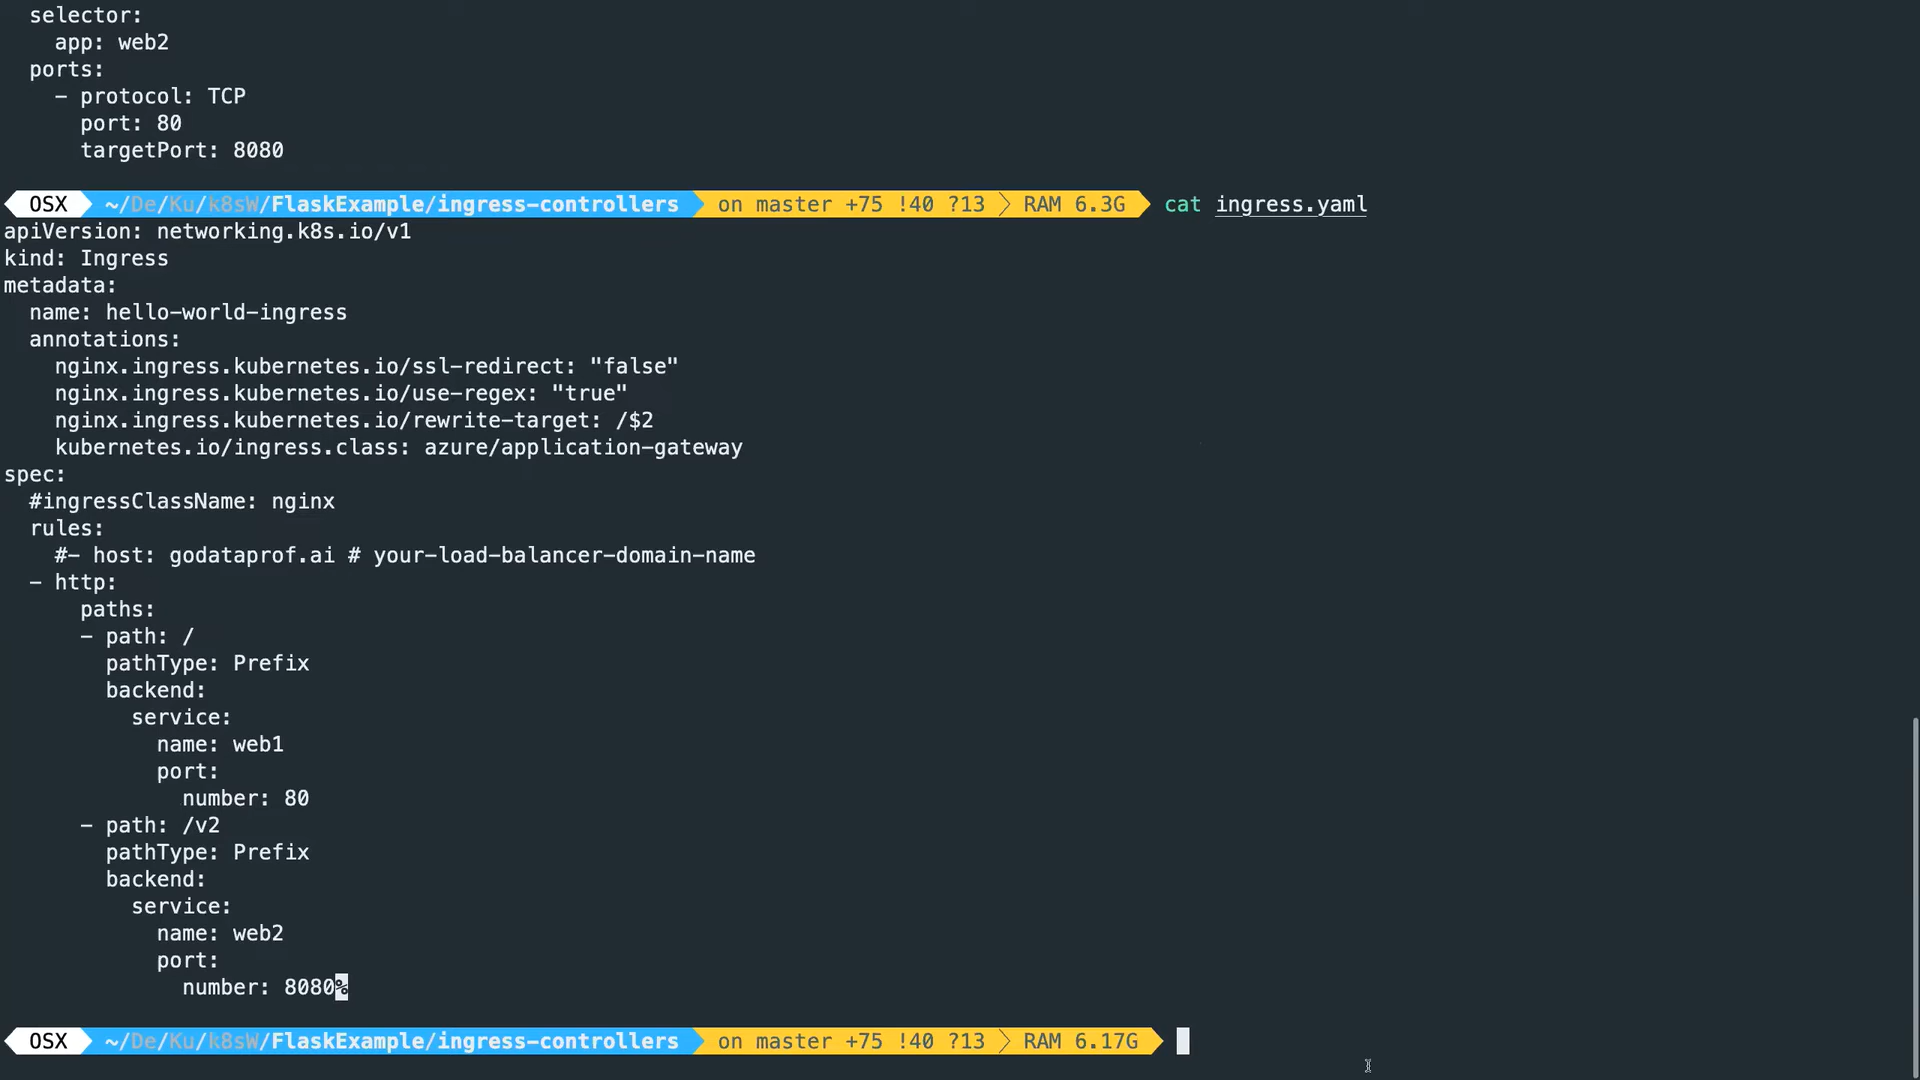 selector:
    app: web2
  ports:
    - protocol: TCP
      port: 80
      targetPort: 8080
OSX ~/De/Ku/k8sW/FlaskExample/ingress-controllers on master +75 !40 ?13 RAM 6.3G cat ingress.yaml
apiVersion: networking.k8s.io/v1
kind: Ingress
metadata:
  name: hello-world-ingress
  annotations:
    nginx.ingress.kubernetes.io/ssl-redirect: "false"
    nginx.ingress.kubernetes.io/use-regex: "true"
    nginx.ingress.kubernetes.io/rewrite-target: /$2
    kubernetes.io/ingress.class: azure/application-gateway
spec:
  #ingressClassName: nginx
  rules:
    #- host: godataprof.ai # your-load-balancer-domain-name
  - http:
      paths:
      - path: /
        pathType: Prefix
        backend:
          service:
            name: web1
            port:
              number: 80
      - path: /v2
        pathType: Prefix
        backend:
          service:
            name: web2
            port:
              number: 8080%
OSX ~/De/Ku/k8sW/FlaskExample/ingress-controllers on master +75 !40 ?13 RAM 6.17G